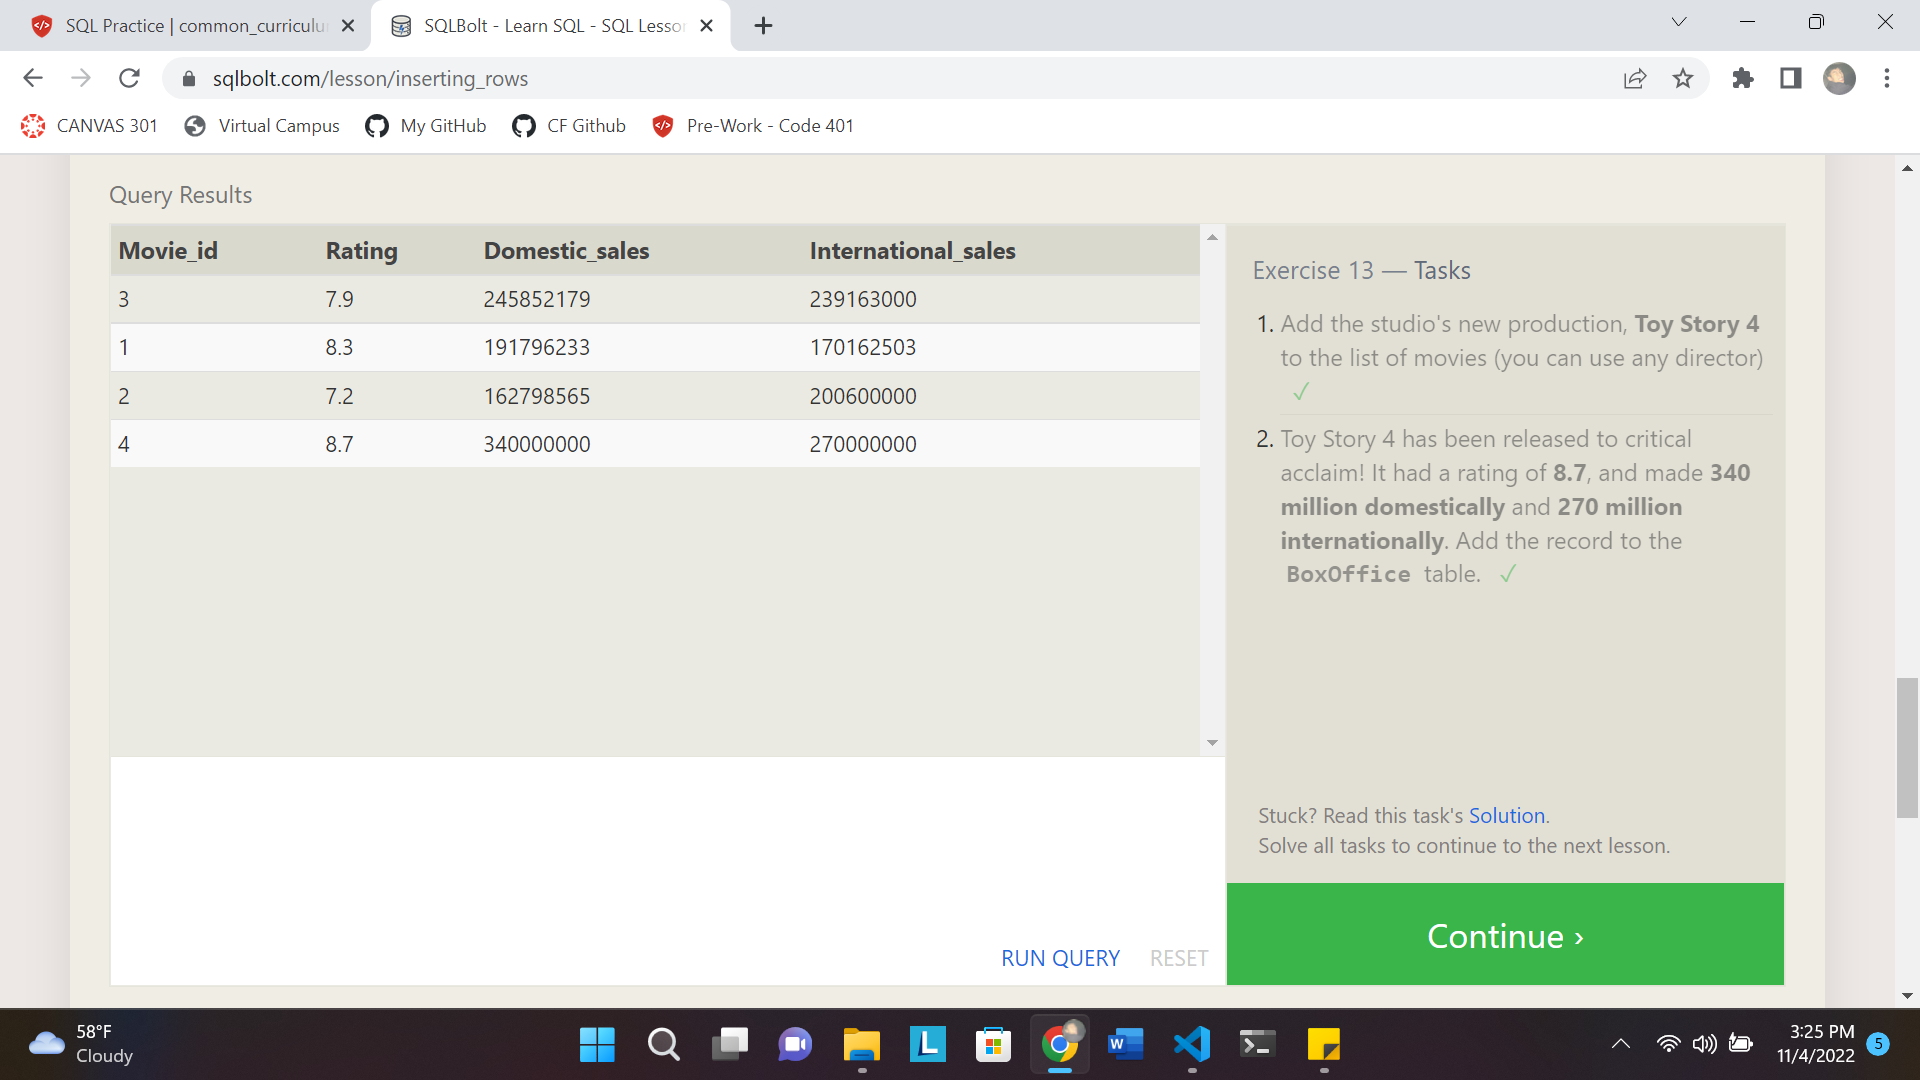 SQL Practice | common_curriculu
SQLBolt - Learn SQL - SQL Lesso
sqlbolt.com/lesson/inserting_rows
CANVAS 301
Virtual Campus
My GitHub
CF Github
Pre-Work - Code 401
Query Results
Movie_id Rating Domestic_sales International_sales
3 7.9 245852179 239163000
1 8.3 191796233 170162503
2 7.2 162798565 200600000
4 8.7 340000000 270000000
RUN QUERY RESET
Exercise 13 — Tasks
1. Add the studio's new production, Toy Story 4
to the list of movies (you can use any director)
✓
2. Toy Story 4 has been released to critical
acclaim! It had a rating of 8.7, and made 340
million domestically and 270 million
internationally. Add the record to the
BoxOffice table. ✓
Stuck? Read this task's Solution.
Solve all tasks to continue to the next lesson.
Continue ›
58°F
Cloudy
L
W
3:25 PM
11/4/2022
5